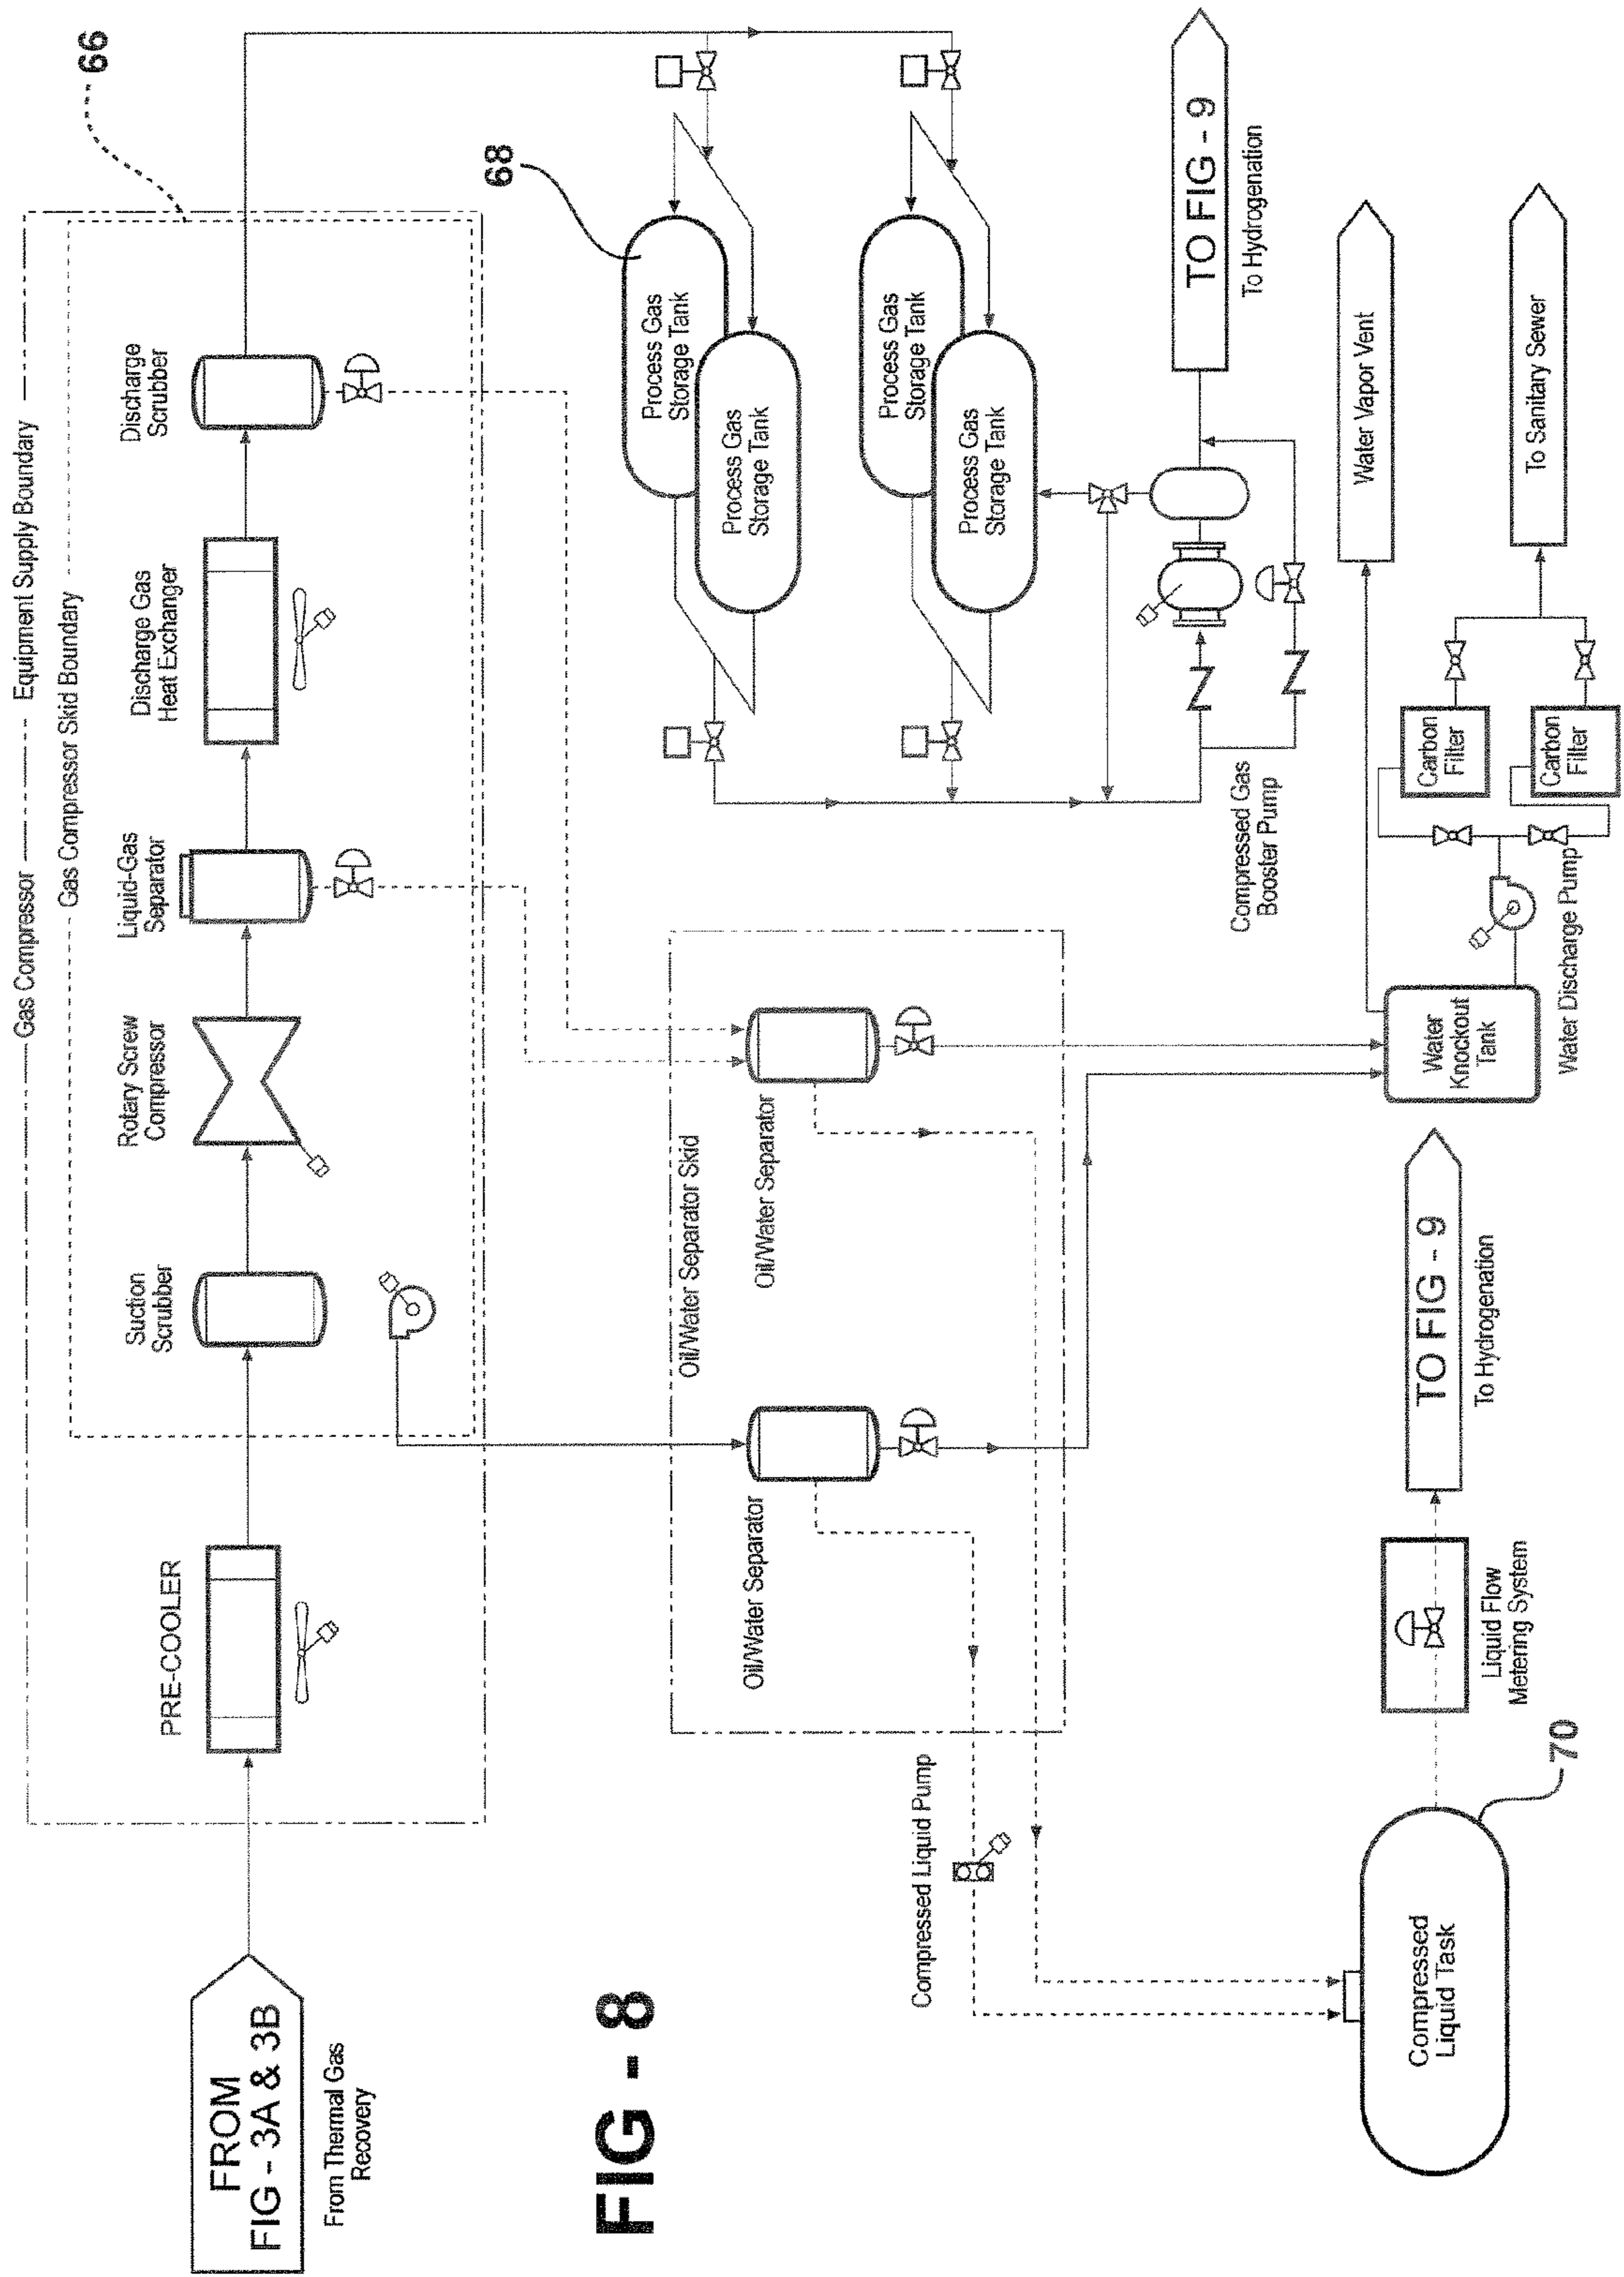 Gas Compressor
Equipment Supply Boundary
Gas Compressor Skid Boundary
66
FROM
FIG - 3A & 3B
From Thermal Gas
Recovery
PRE-COOLER
Suction
Scrubber
Rotary Screw
Compressor
Liquid-Gas
Separator
Discharge Gas
Heat Exchanger
Discharge
Scrubber
68
Process Gas
Storage Tank
Process Gas
Storage Tank
Process Gas
Storage Tank
Process Gas
Storage Tank
FIG - 8
Oil/Water Separator Skid
Oil/Water Separator
Oil/Water Separator
Compressed Liquid Pump
Compressed Gas
Booster Pump
TO FIG - 9
To Hydrogenation
Compressed
Liquid Task
70
Liquid Flow
Metering System
TO FIG - 9
To Hydrogenation
Water
Knockout
Tank
Water Discharge Pump
Carbon
Filter
Carbon
Filter
Water Vapor Vent
To Sanitary Sewer